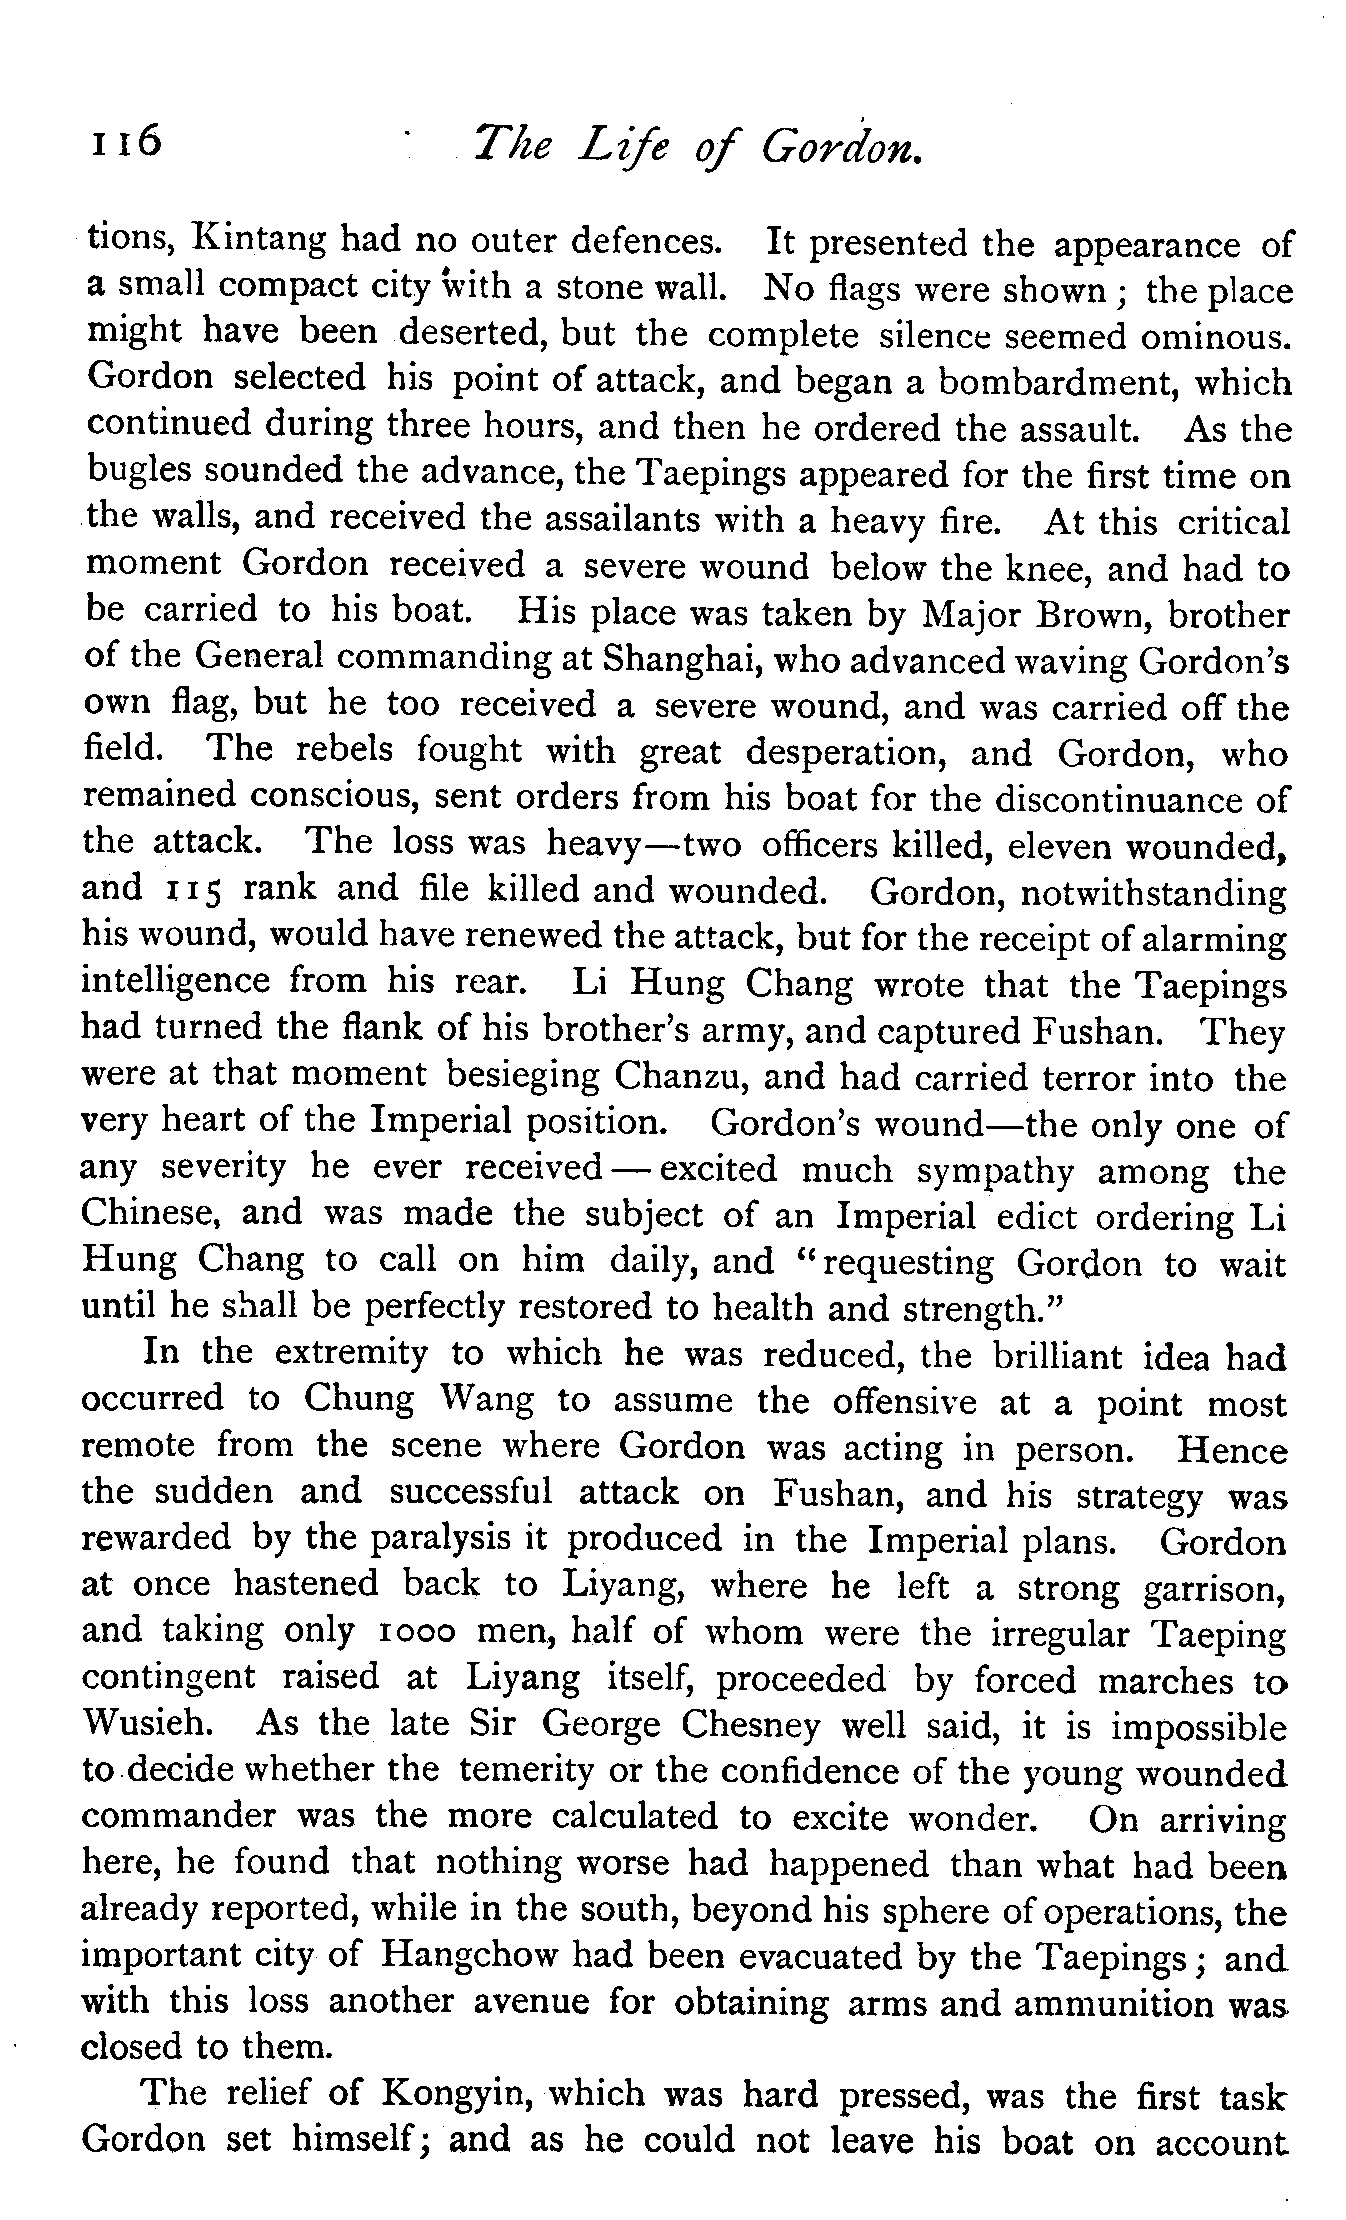 116 The Life of Gordon.
tions, Kintang had no outer defences. It presented the appearance of
a small compact city with a stone wall. No flags were shown; the place
might have been deserted, but the complete silence seemed ominous.
Gordon selected his point of attack, and began a bombardment, which
continued during three hours, and then he ordered the assault. As the
bugles sounded the advance, the Taepings appeared for the first time on
the walls, and received the assailants with a heavy fire. At this critical
moment Gordon received a severe wound below the knee, and had to
be carried to his boat. His place was taken by Major Brown, brother
of the General commanding at Shanghai, who advanced waving Gordon's
own flag, but he too received a severe wound, and was carried off the
field. The rebels fought with great desperation, and Gordon, who
remained conscious, sent orders from his boat for the discontinuance of
the attack. The loss was heavy—two officers killed, eleven wounded,
and 115 rank and file killed and wounded. Gordon, notwithstanding
his wound, would have renewed the attack, but for the receipt of alarming
intelligence from his rear. Li Hung Chang wrote that the Taepings
had turned the flank of his brother's army, and captured Fushan. They
were at that moment besieging Chanzu, and had carried terror into the
very heart of the Imperial position. Gordon's wound—the only one of
any severity he ever received — excited much sympathy among the
Chinese, and was made the subject of an Imperial edict ordering Li
Hung Chang to call on him daily, and "requesting Gordon to wait
until he shall be perfectly restored to health and strength."
In the extremity to which he was reduced, the brilliant idea had
occurred to Chung Wang to assume the offensive at a point most
remote from the scene where Gordon was acting in person. Hence
the sudden and successful attack on Fushan, and his strategy was
rewarded by the paralysis it produced in the Imperial plans. Gordon
at once hastened back to Liyang, where he left a strong garrison,
and taking only 1000 men, half of whom were the irregular Taeping
contingent raised at Liyang itself, proceeded by forced marches to
Wusieh. As the late Sir George Chesney well said, it is impossible
to decide whether the temerity or the confidence of the young wounded
commander was the more calculated to excite wonder. On arriving
here, he found that nothing worse had happened than what had been
already reported, while in the south, beyond his sphere of operations, the
important city of Hangchow had been evacuated by the Taepings; and
with this loss another avenue for obtaining arms and ammunition was
closed to them.
The relief of Kongyin, which was hard pressed, was the first task
Gordon set himself; and as he could not leave his boat on account